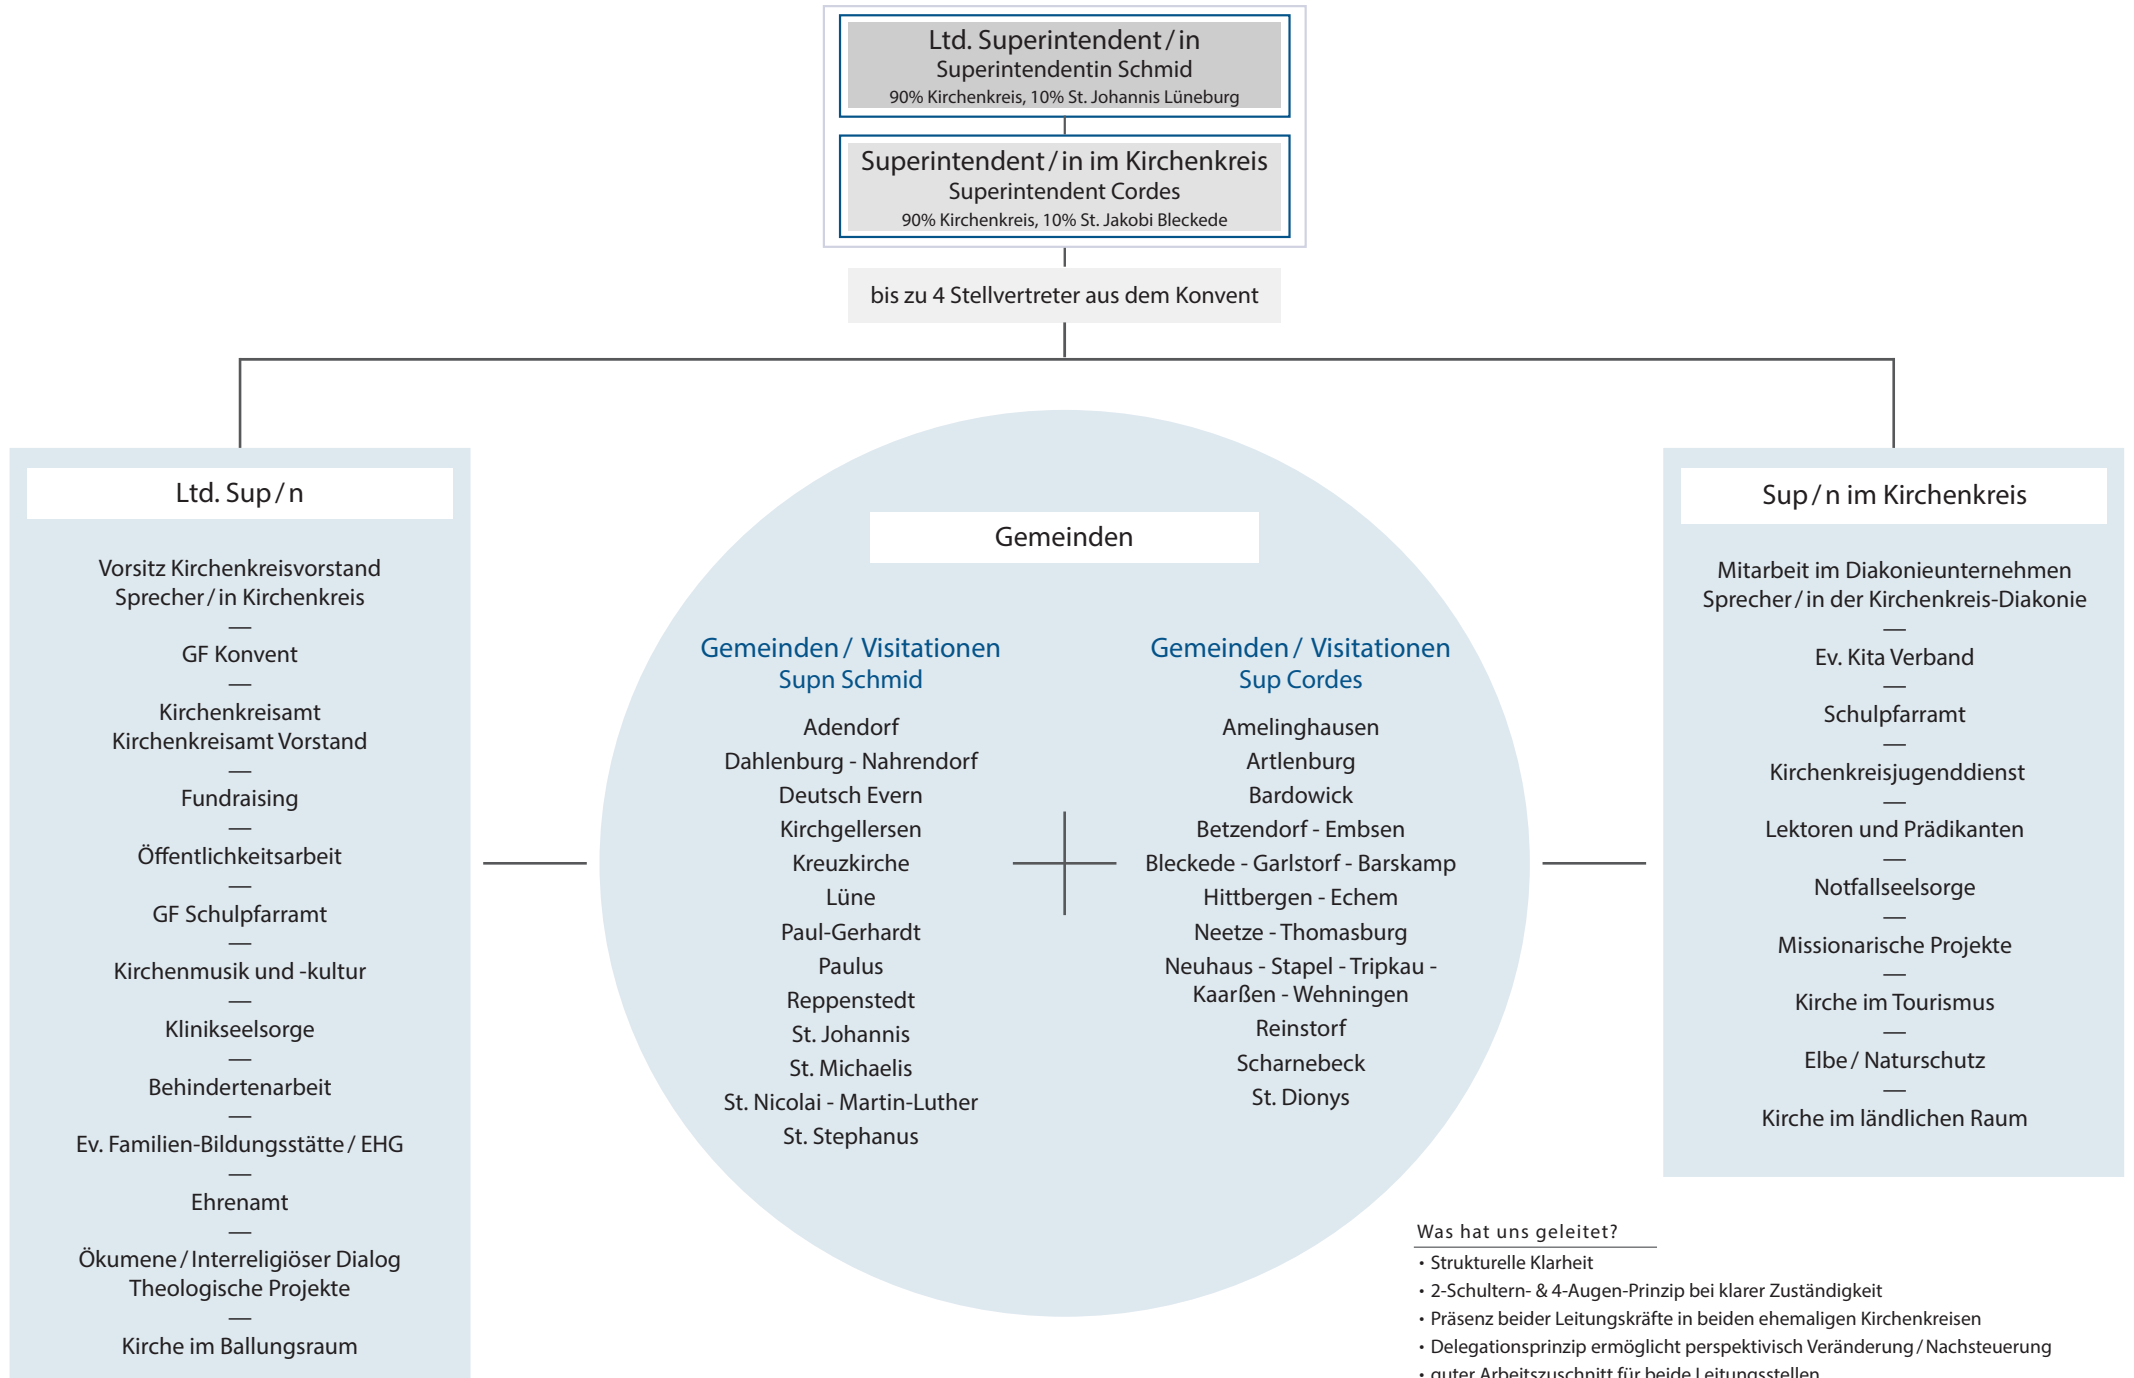 Ltd. Superintendent/in
Superintendentin Schmid
90% Kirchenkreis, 10% St. Johannis Lüneburg
Superintendent/in im Kirchenkreis
Superintendent Cordes
90% Kirchenkreis, 10% St. Jakobi Bleckede
bis zu 4 Stellvertreter aus dem Konvent
Ltd. Sup/n
Vorsitz Kirchenkreisvorstand
Sprecher/in Kirchenkreis
—
GF Konvent
—
Kirchenkreisamt
Kirchenkreisamt Vorstand
—
Fundraising
—
Öffentlichkeitsarbeit
—
GF Schulpfarramt
—
Kirchenmusik und -kultur
—
Klinikseelsorge
—
Behindertenarbeit
—
Ev. Familien-Bildungsstätte/ EHG
—
Ehrenamt
—
Ökumene/Interreligiöser Dialog
Theologische Projekte
—
Kirche im Ballungsraum
Gemeinden
Gemeinden/ Visitationen
Supn Schmid
Adendorf
Dahlenburg - Nahrendorf
Deutsch Evern
Kirchgellersen
Kreuzkirche
Lüne
Paul-Gerhardt
Paulus
Reppenstedt
St. Johannis
St. Michaelis
St. Nicolai - Martin-Luther
St. Stephanus
Gemeinden/ Visitationen
Sup Cordes
Amelinghausen
Artlenburg
Bardowick
Betzendorf - Embsen
Bleckede - Garlstorf - Barskamp
Hittbergen - Echem
Neetze - Thomasburg
Neuhaus - Stapel - Tripkau -
Kaarßen - Wehningen
Reinstorf
Scharnebeck
St. Dionys
Sup/n im Kirchenkreis
Mitarbeit im Diakonieunternehmen
Sprecher/in der Kirchenkreis-Diakonie
—
Ev. Kita Verband
—
Schulpfarramt
—
Kirchenkreisjugenddienst
—
Lektoren und Prädikanten
—
Notfallseelsorge
—
Missionarische Projekte
—
Kirche im Tourismus
—
Elbe/ Naturschutz
—
Kirche im ländlichen Raum
Was hat uns geleitet?
• Strukturelle Klarheit
• 2-Schultern- & 4-Augen-Prinzip bei klarer Zuständigkeit
• Präsenz beider Leitungskräfte in beiden ehemaligen Kirchenkreisen
• Delegationsprinzip ermöglicht perspektivisch Veränderung/Nachsteuerung
• guter Arbeitszuschnitt für beide Leitungsstellen